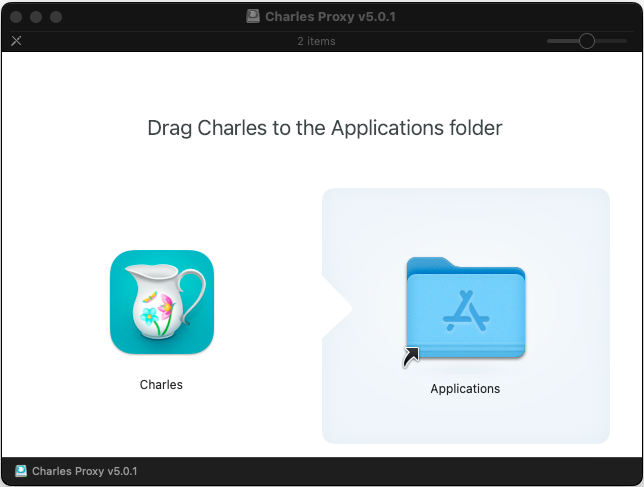 Charles Proxy v5.0.1
2 items
Drag Charles to the Applications folder
Charles
Applications
Charles Proxy v5.0.1